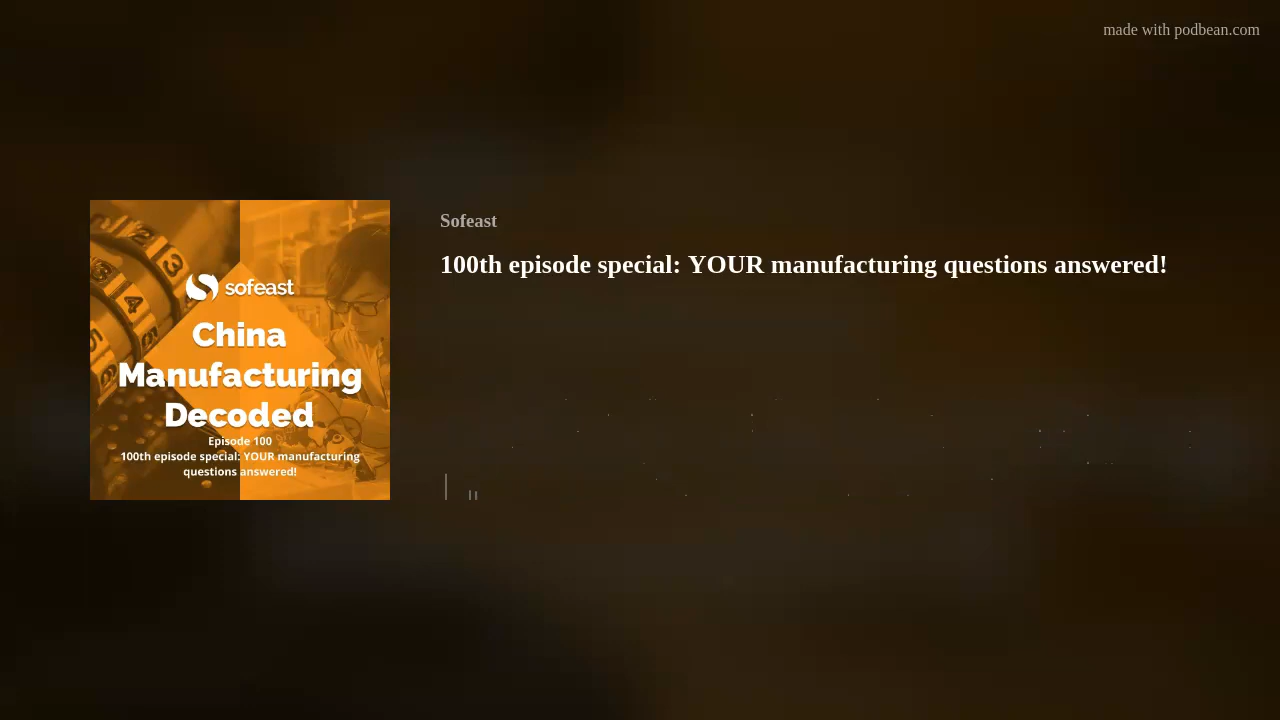 made with podbean.com
Sofeast
100th episode special: YOUR manufacturing questions answered!
sofeast
China
Manufacturing
Decoded
Episode 100
100th episode special: YOUR manufacturing
questions answered!